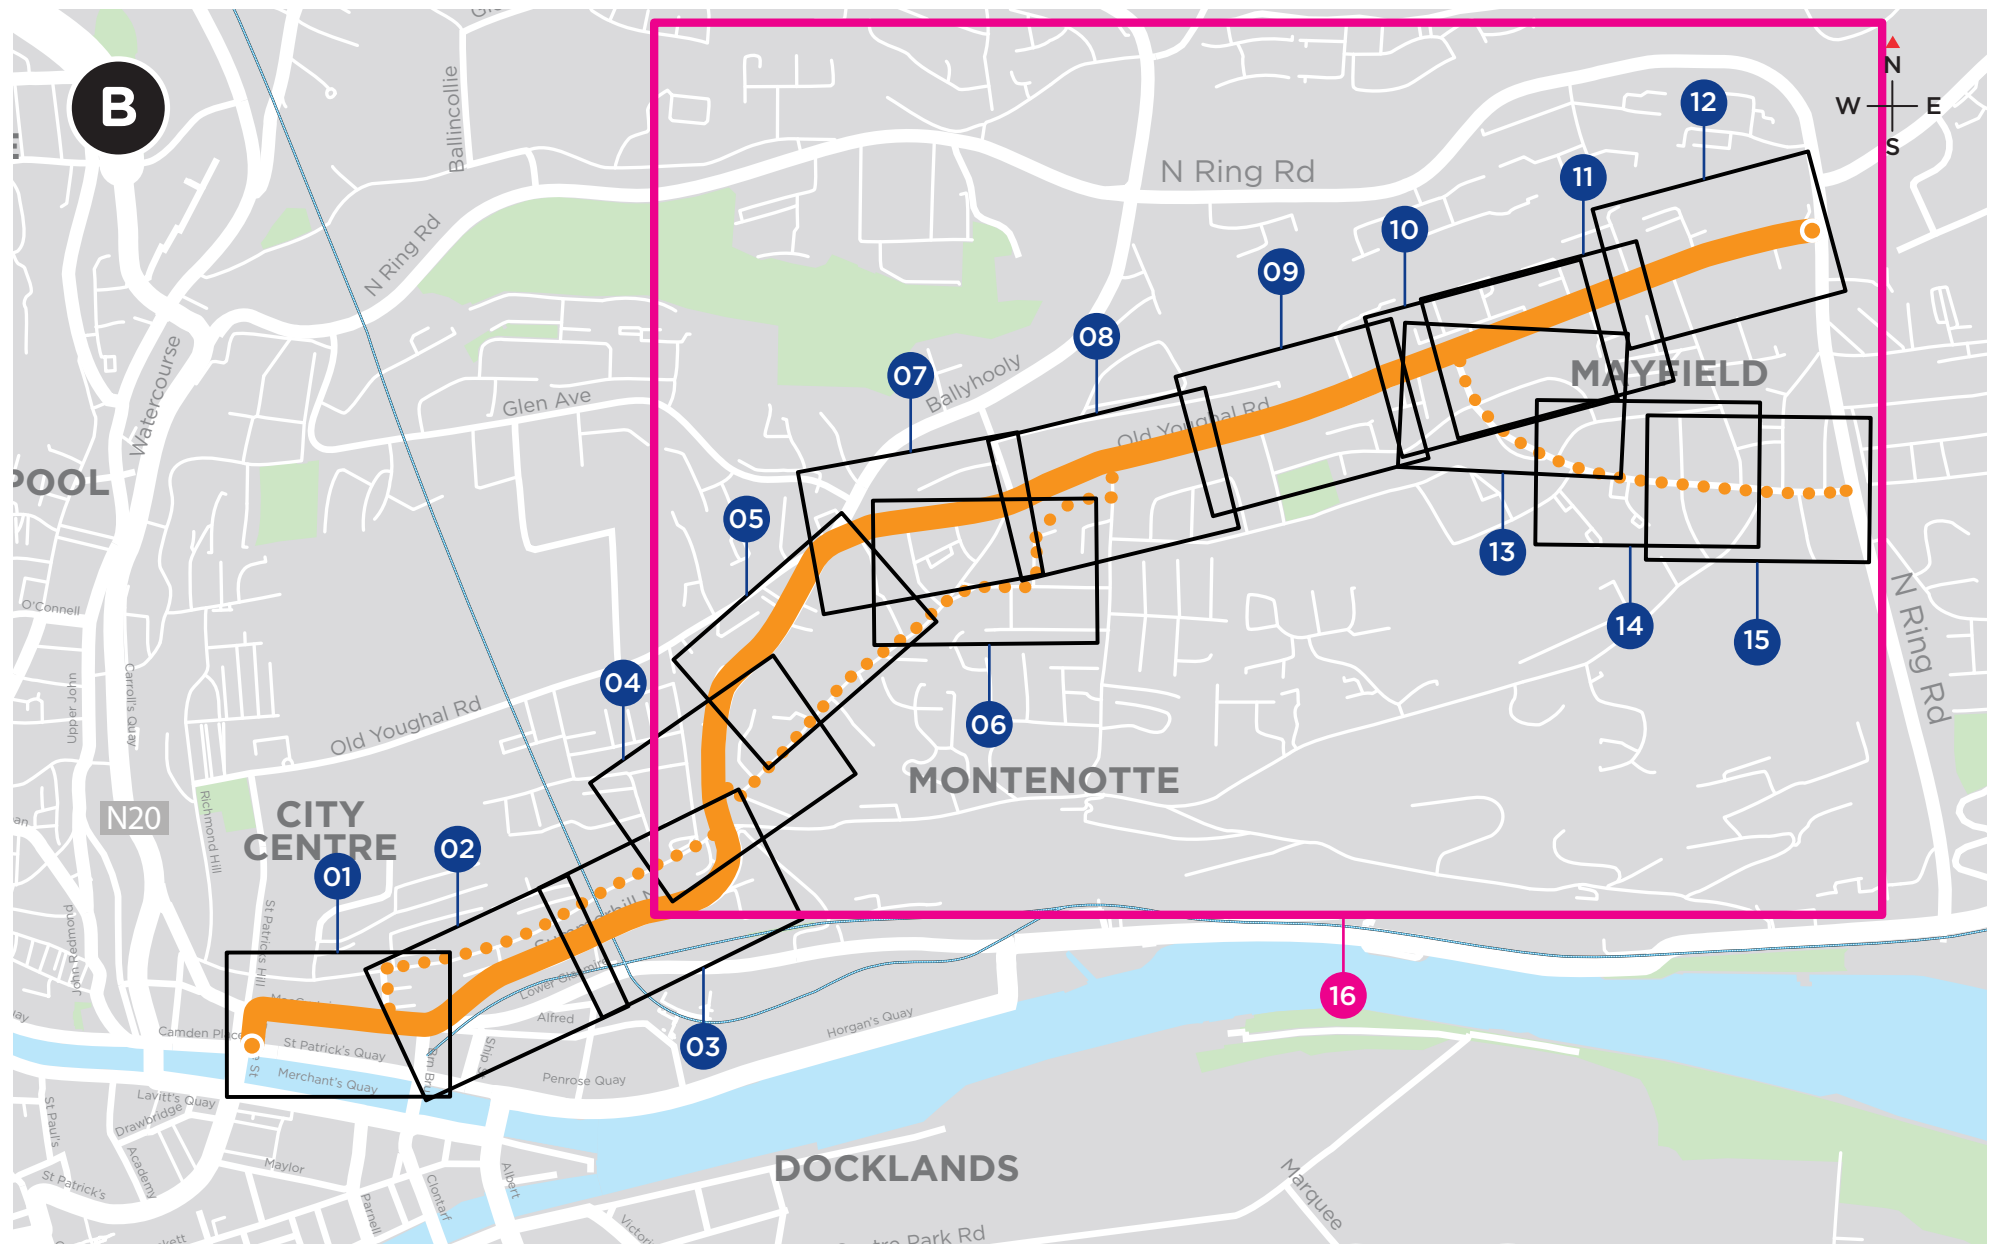 B
Ballincollie
N Ring Rd
N Ring Rd
N
W
E
S
12
11
10
09
08
07
Ballyhooly
Glen Ave
Watercourse
MAYFIELD
Old Youghal Rd
POOL
05
13
14
15
O'Connell
Upper John
Carroll's Quay
04
Old Youghal Rd
06
N Ring Rd
MONTENOTTE
N20
Richmond Hill
CITY
CENTRE
01
02
St Patricks Hill
John Redmond
16
03
Camden Place
St Patrick's Quay
Merchant's Quay
Lavitt's Quay
Alfred
Ship
Penrose Quay
Horgan's Quay
St Paul's
Drawbridge
Academy
Maylor
St Patrick's
Parnell
Clontarf
Albert
DOCKLANDS
Marquee
Park Rd